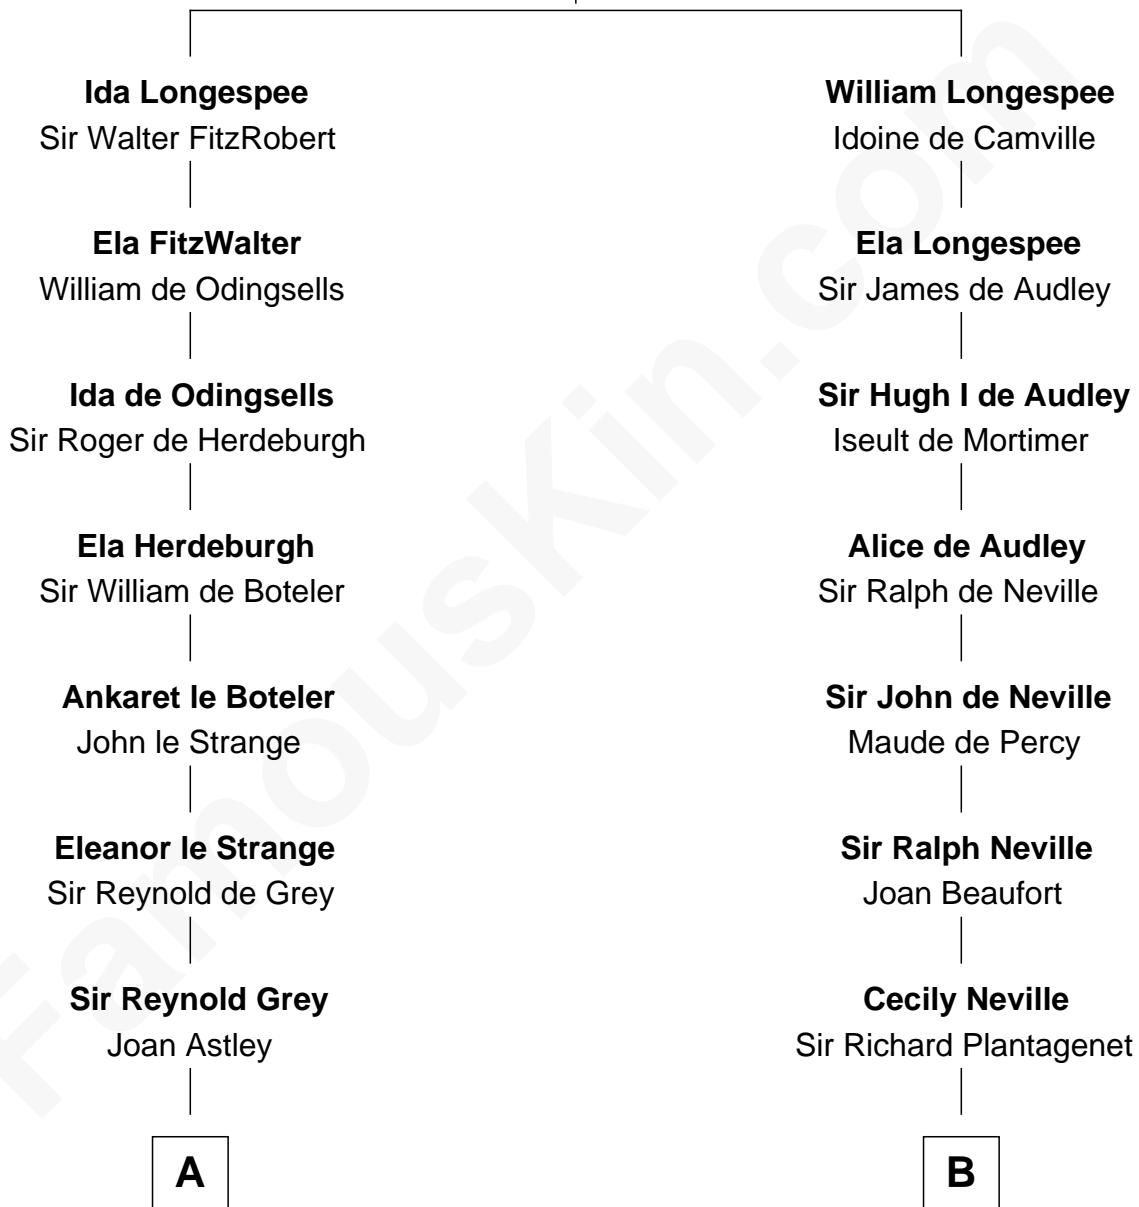 Ida Longespee
Sir Walter FitzRobert
William Longespee
Idoine de Camville
Ela FitzWalter
William de Odingsells
Ela Longespee
Sir James de Audley
Ida de Odingsells
Sir Roger de Herdeburgh
Sir Hugh I de Audley
Iseult de Mortimer
Ela Herdeburgh
Sir William de Boteler
Alice de Audley
Sir Ralph de Neville
Ankaret le Boteler
John le Strange
Sir John de Neville
Maude de Percy
Eleanor le Strange
Sir Reynold de Grey
Sir Ralph Neville
Joan Beaufort
Sir Reynold Grey
Joan Astley
Cecily Neville
Sir Richard Plantagenet
A
B
FamousKin.com